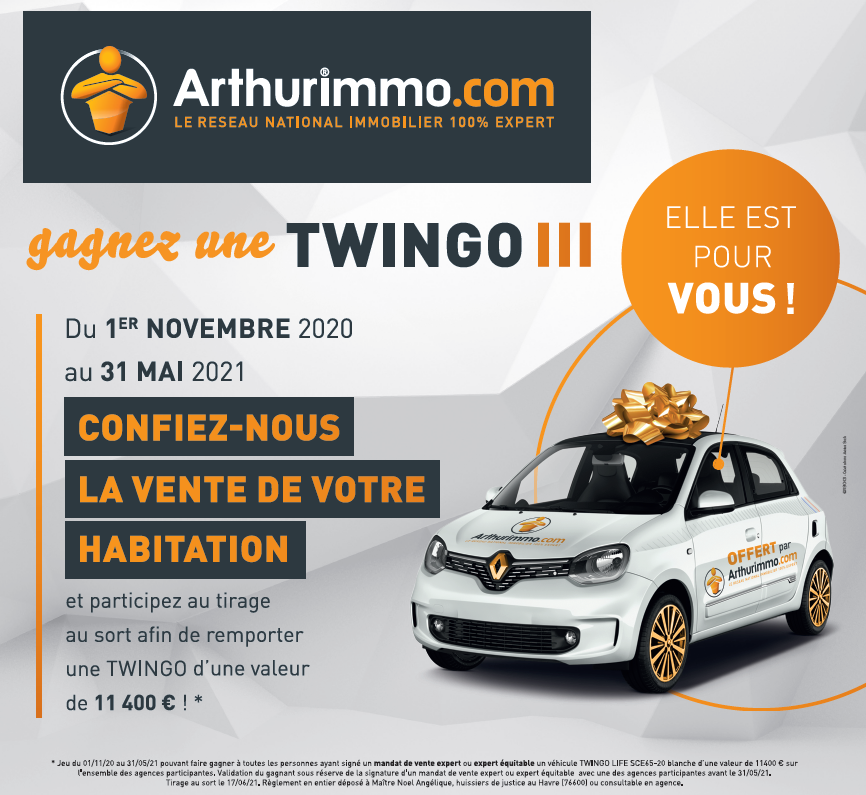 Arthurimmo.com
LE RESEAU NATIONAL IMMOBILIER 100% EXPERT
gagnez une TWINGO III
ELLE EST
POUR
VOUS !
Du 1ER NOVEMBRE 2020
au 31 MAI 2021
CONFIEZ-NOUS
LA VENTE DE VOTRE
HABITATION
et participez au tirage
au sort afin de remporter
une TWINGO d'une valeur
de 11 400 € ! *
Arthurimmo.com
OFFERT par
Arthurimmo.com
* Jeu du 01/11/20 au 31/05/21 pouvant faire gagner à toutes les personnes ayant signé un mandat de vente expert ou expert équitable un véhicule TWINGO LIFE SCE65-20 blanche d'une valeur de 11400 € sur
l'ensemble des agences participantes. Validation du gagnant sous réserve de la signature d'un mandat de vente expert ou expert équitable avec une des agences participantes avant le 31/05/21.
Tirage au sort le 17/06/21. Règlement en entier déposé à Maître Noel Angélique, huissiers de justice au Havre (76600) ou consultable en agence.